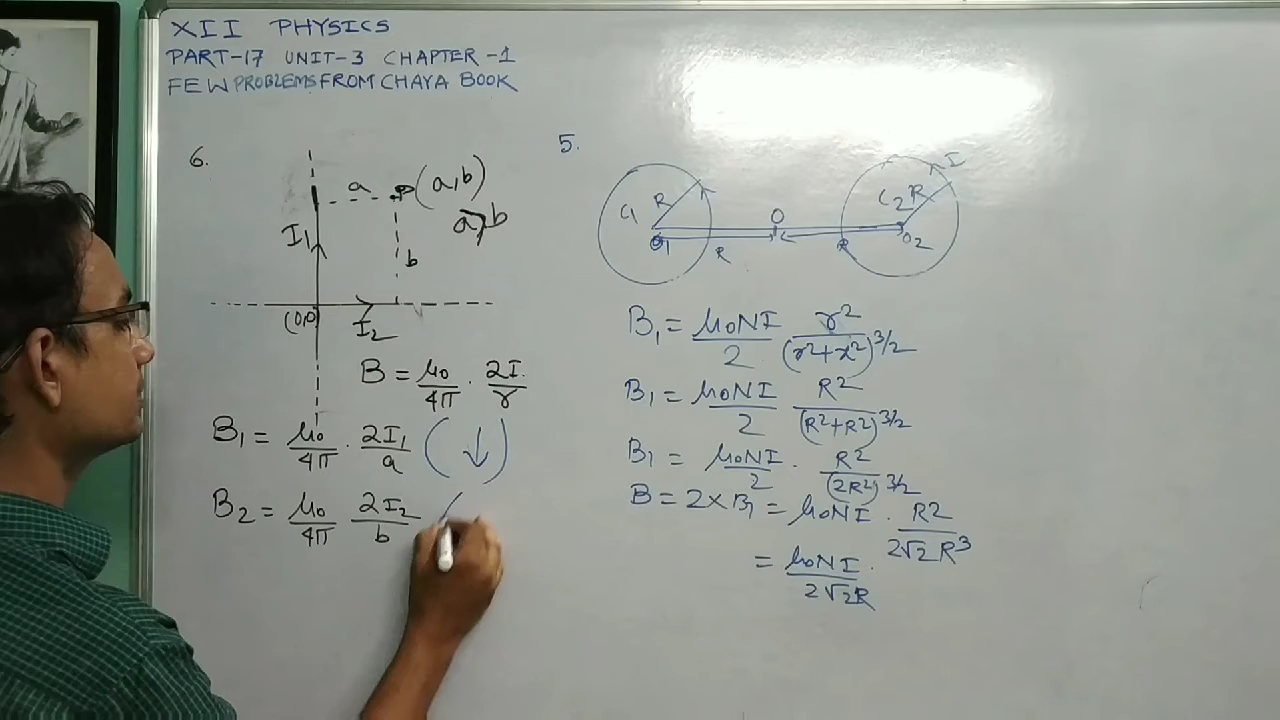 XII PHYSICS
PART-17 UNIT-3 CHAPTER-1
FEW PROBLEMS FROM CHAYA BOOK
6.
a
P(a,b)
a>b
I₁
b
(0,0)
I₂
B = μ₀/4π · 2I/r
B₁ = μ₀/4π · 2I₁/a (↓)
B₂ = μ₀/4π 2I₂/b (
5.
I
C₁ R
C₂ R
O
O₁
R
R
O₂
B₁ = μ₀NI/2 r²/(r²+x²)^3/2
B₁ = μ₀NI/2 R²/(R²+R²)^3/2
B₁ = μ₀NI/2 · R²/(2R²)^3/2
B = 2×B₁ = μ₀NI · R²/2√2R³
= μ₀NI/2√2R ·